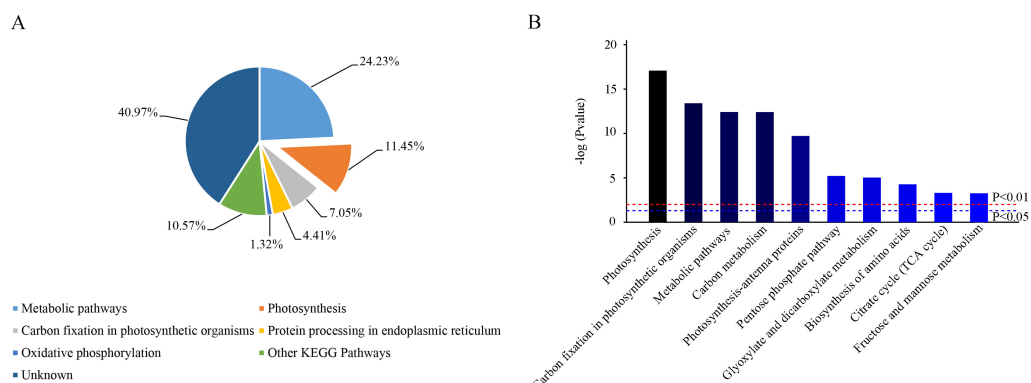 A
24.23%
11.45%
7.05%
4.41%
1.32%
10.57%
40.97%
Metabolic pathways
Photosynthesis
Carbon fixation in photosynthetic organisms
Protein processing in endoplasmic reticulum
Oxidative phosphorylation
Other KEGG Pathways
Unknown
B
-log (Pvalue)
20
15
10
5
0
P<0.01
P<0.05
Photosynthesis
Carbon fixation in photosynthetic organisms
Metabolic pathways
Carbon metabolism
Photosynthesis-antenna proteins
Pentose phosphate pathway
Glyoxylate and dicarboxylate metabolism
Biosynthesis of amino acids
Citrate cycle (TCA cycle)
Fructose and mannose metabolism